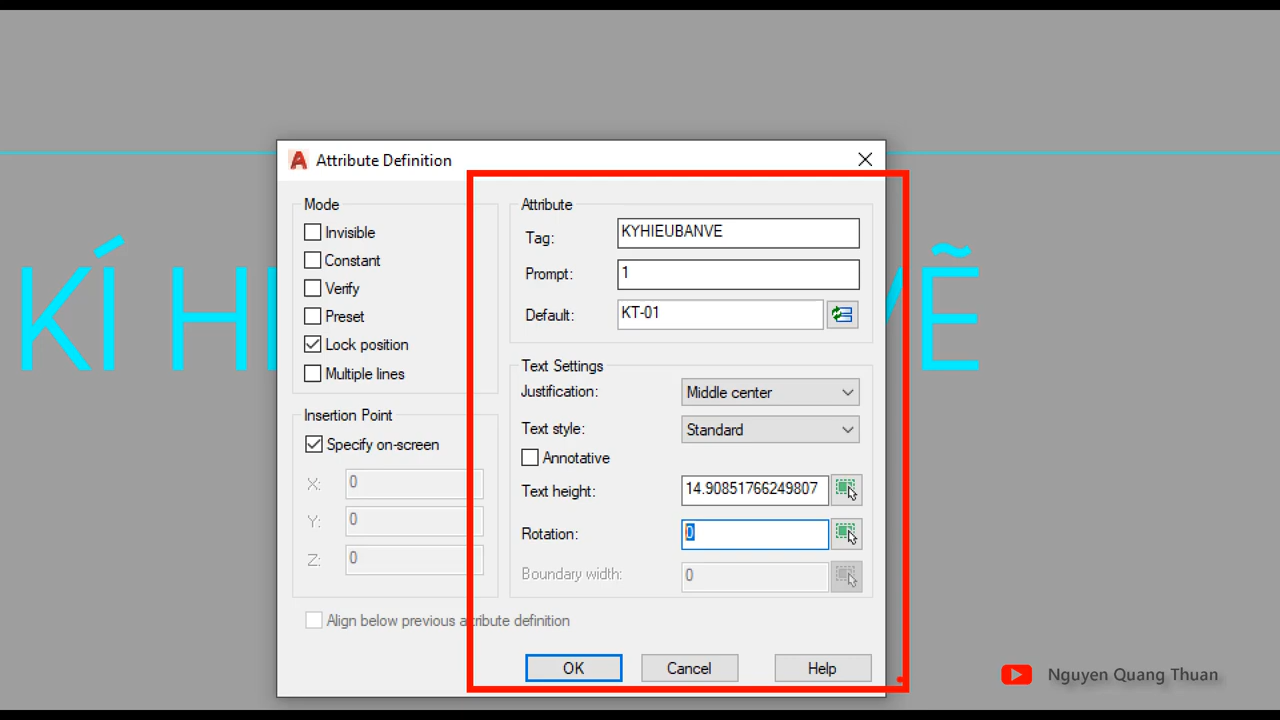 Attribute Definition
Mode
Invisible
Constant
Verify
Preset
Lock position
Multiple lines
Insertion Point
Specify on-screen
X: 0
Y: 0
Z: 0
Align below previous attribute definition
Attribute
Tag: KYHIEUBANVE
Prompt: 1
Default: KT-01
Text Settings
Justification: Middle center
Text style: Standard
Annotative
Text height: 14.90851766249807
Rotation: 0
Boundary width: 0
OK Cancel Help
KÍ H VẼ
Nguyen Quang Thuan